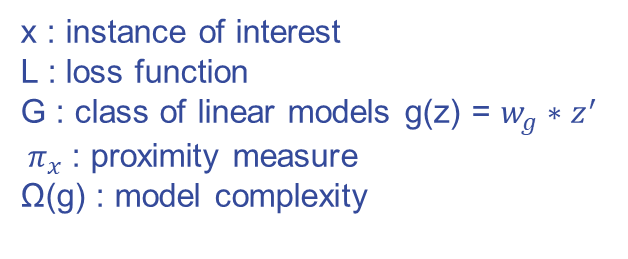 x : instance of interest
L : loss function
G : class of linear models g(z) = w_g * z′
π_x : proximity measure
Ω(g) : model complexity